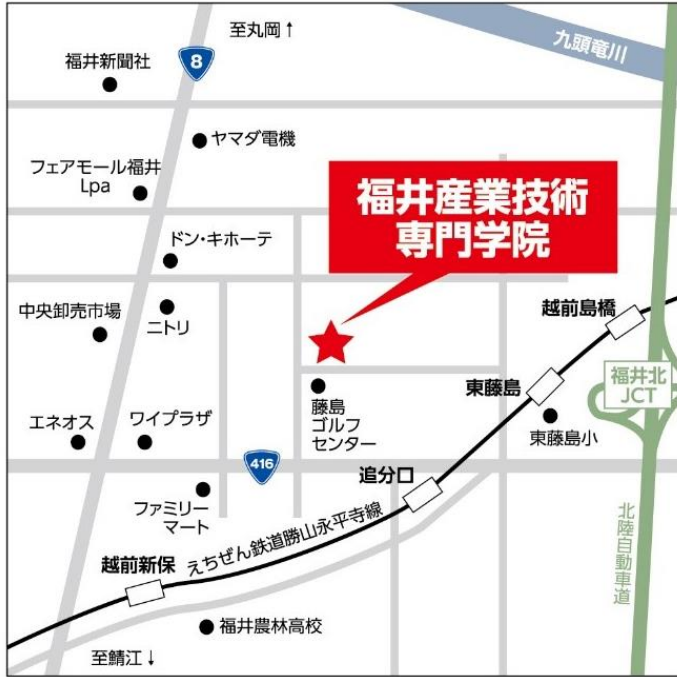 至丸岡↑
九頭竜川
8
福井新聞社
ヤマダ電機
フェアモール福井
Lpa
福井産業技術
専門学院
ドン・キホーテ
中央卸売市場
ニトリ
越前島橋
東藤島
福井北
JCT
藤島
ゴルフ
センター
エネオス
ワイプラザ
東藤島小
416
追分口
ファミリー
マート
えちぜん鉄道勝山永平寺線
北陸自動車道
越前新保
福井農林高校
至鯖江↓